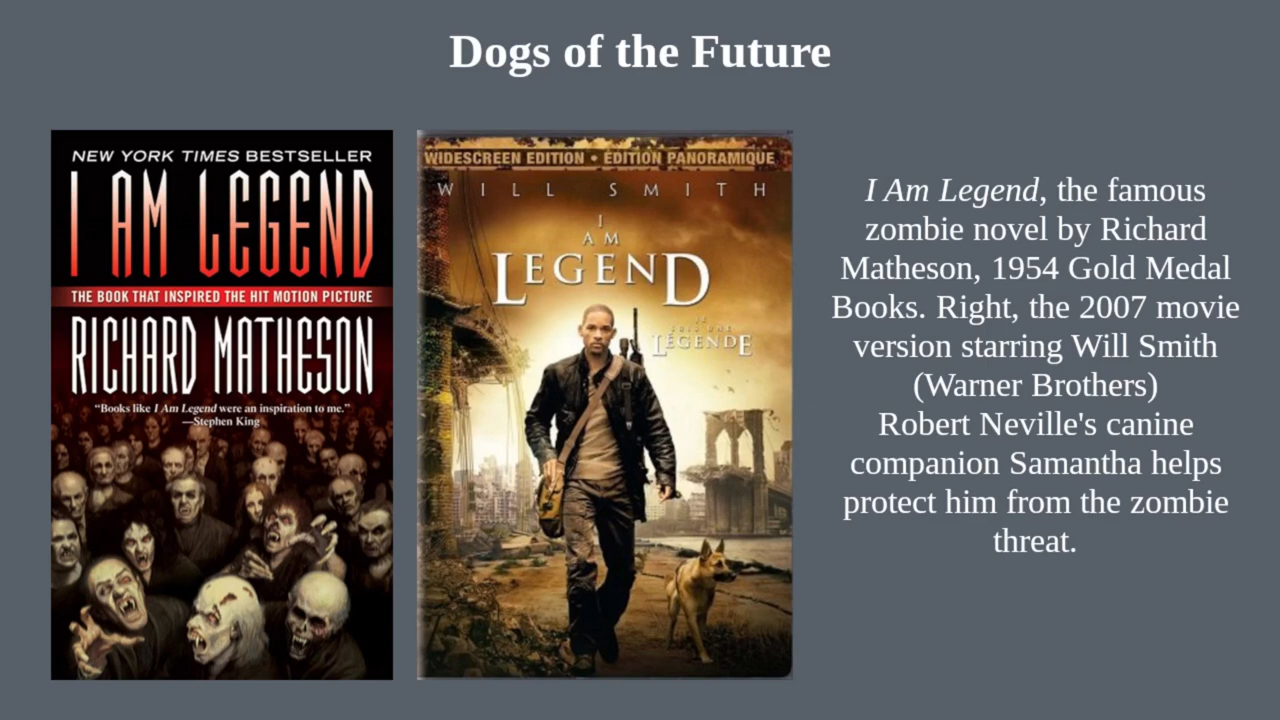 Dogs of the Future
NEW YORK TIMES BESTSELLER
I AM LEGEND
THE BOOK THAT INSPIRED THE HIT MOTION PICTURE
RICHARD MATHESON
“Books like I Am Legend were an inspiration to me.”
—Stephen King
WIDESCREEN EDITION • ÉDITION PANORAMIQUE
WILL SMITH
I
AM
LEGEND
LÉGENDE
I Am Legend, the famous
zombie novel by Richard
Matheson, 1954 Gold Medal
Books. Right, the 2007 movie
version starring Will Smith
(Warner Brothers)
Robert Neville's canine
companion Samantha helps
protect him from the zombie
threat.